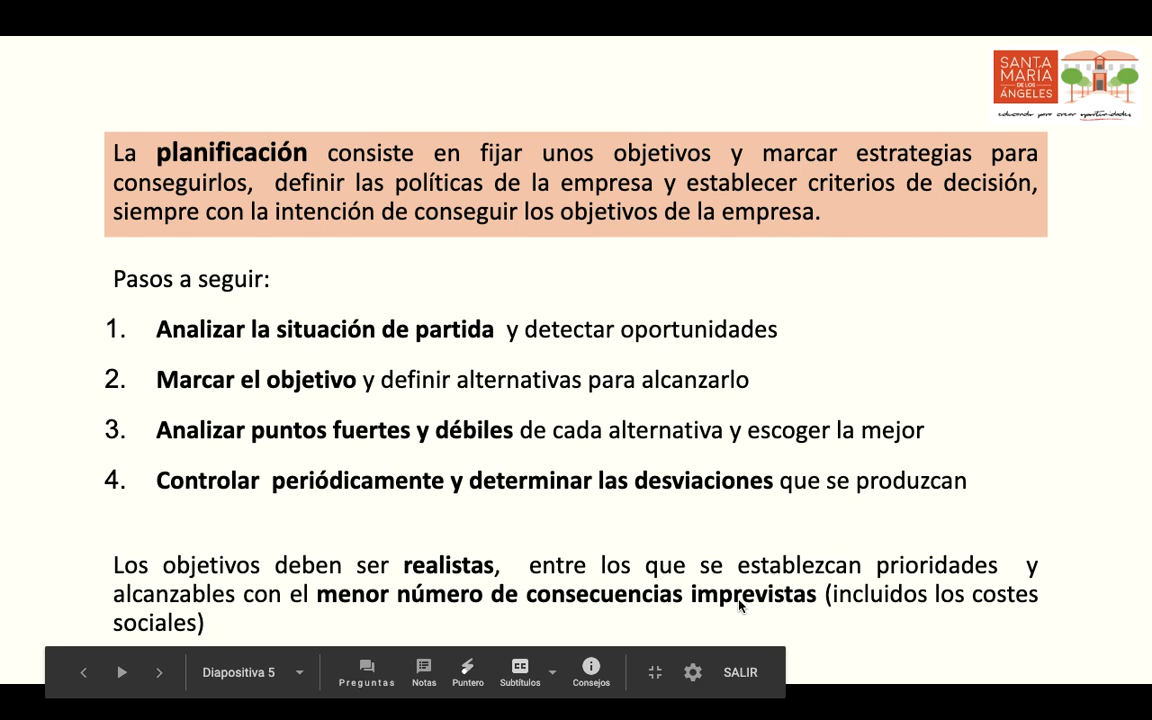 SANTA
MARIA
DE LOS
ÁNGELES
educando para crear oportunidades
La planificación consiste en fijar unos objetivos y marcar estrategias para
conseguirlos, definir las políticas de la empresa y establecer criterios de decisión,
siempre con la intención de conseguir los objetivos de la empresa.
Pasos a seguir:
1. Analizar la situación de partida y detectar oportunidades
2. Marcar el objetivo y definir alternativas para alcanzarlo
3. Analizar puntos fuertes y débiles de cada alternativa y escoger la mejor
4. Controlar periódicamente y determinar las desviaciones que se produzcan
Los objetivos deben ser realistas, entre los que se establezcan prioridades y
alcanzables con el menor número de consecuencias imprevistas (incluidos los costes
sociales)
Diapositiva 5 Preguntas Notas Puntero CC Subtítulos Consejos SALIR